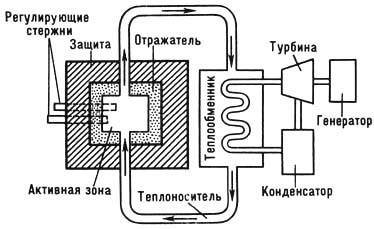 Регулирующие
стержни
Защита
Отражатель
Турбина
Теплообменник
Генератор
Активная зона
Теплоноситель
Конденсатор